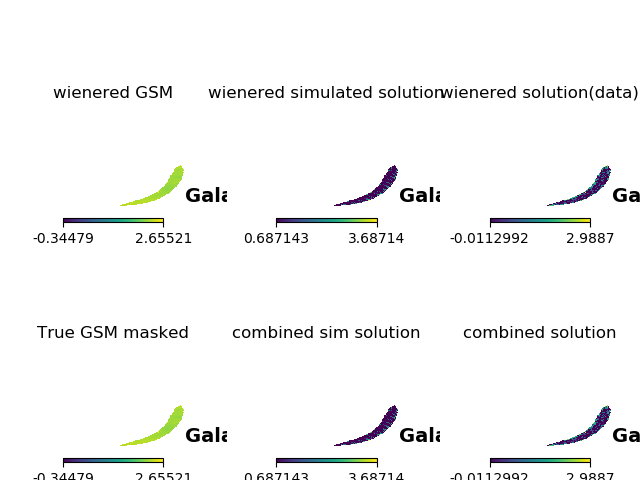 wienered GSM
wienered simulated solution
wienered solution(data)
Gala
Gala
Ga
-0.34479 2.65521
0.687143 3.68714
-0.0112992 2.9887
True GSM masked
combined sim solution
combined solution
Gala
Gala
Ga
-0.34479 2.65521
0.687143 3.68714
-0.0112992 2.9887